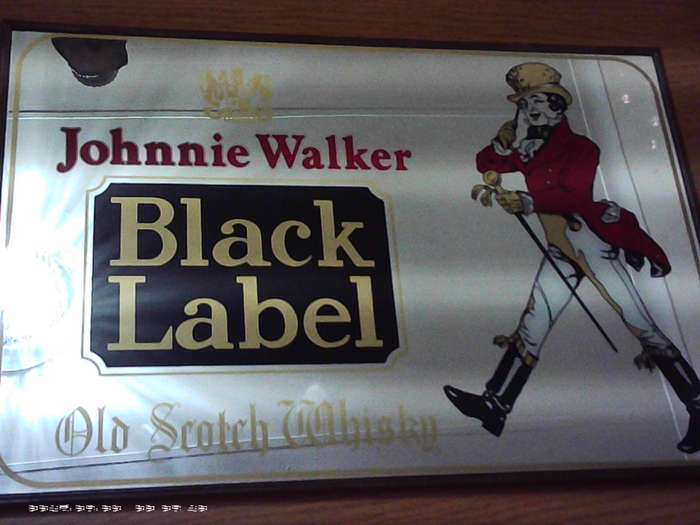 Johnnie Walker
Black
Label
Old Scotch Whisky